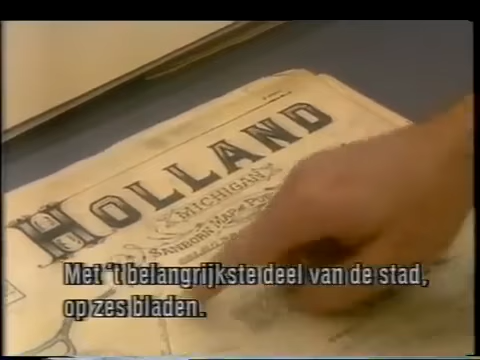 HOLLAND
MICHIGAN
SANBORN MAP
Met 't belangrijkste deel van de stad,
op zes bladen.